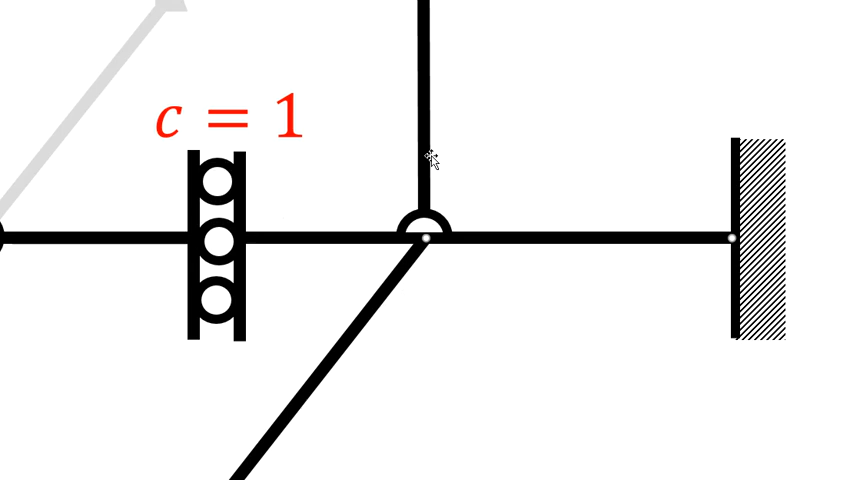 c = 1